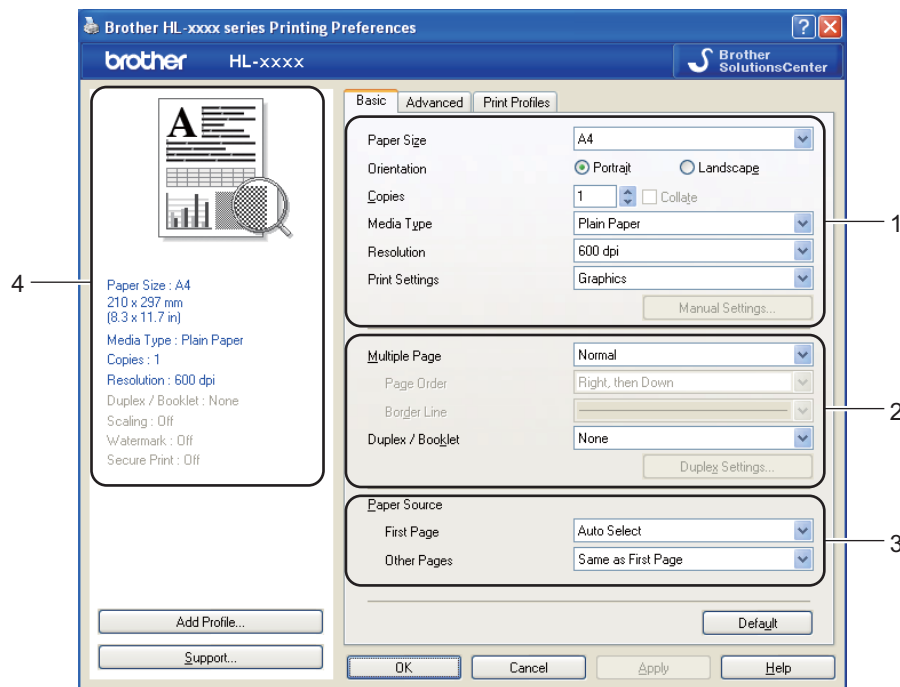 Brother HL-xxxx series Printing Preferences
brother HL-xxxx
Brother
SolutionsCenter
Basic Advanced Print Profiles
A
Paper Size : A4
210 x 297 mm
(8.3 x 11.7 in)
Media Type : Plain Paper
Copies : 1
Resolution : 600 dpi
Duplex / Booklet : None
Scaling : Off
Watermark : Off
Secure Print : Off
4
Paper Size A4
Orientation Portrait Landscape
Copies 1 Collate
Media Type Plain Paper
Resolution 600 dpi
Print Settings Graphics
Manual Settings...
1
Multiple Page Normal
Page Order Right, then Down
Border Line
Duplex / Booklet None
Duplex Settings...
2
Paper Source
First Page Auto Select
Other Pages Same as First Page
3
Add Profile...
Support...
Default
OK Cancel Apply Help